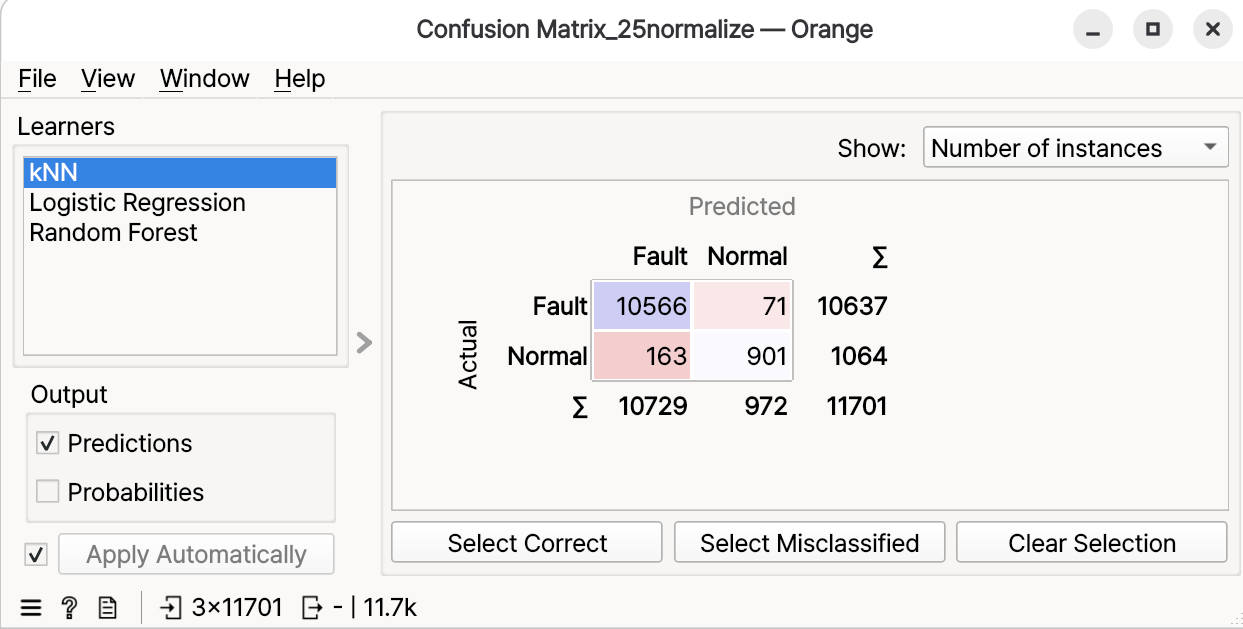 Confusion Matrix_25normalize — Orange
File View Window Help
Learners
kNN
Logistic Regression
Random Forest
Output
Predictions
Probabilities
Apply Automatically
Show: Number of instances
Predicted
Fault Normal Σ
Actual
Fault 10566 71 10637
Normal 163 901 1064
Σ 10729 972 11701
Select Correct Select Misclassified Clear Selection
3×11701 - | 11.7k